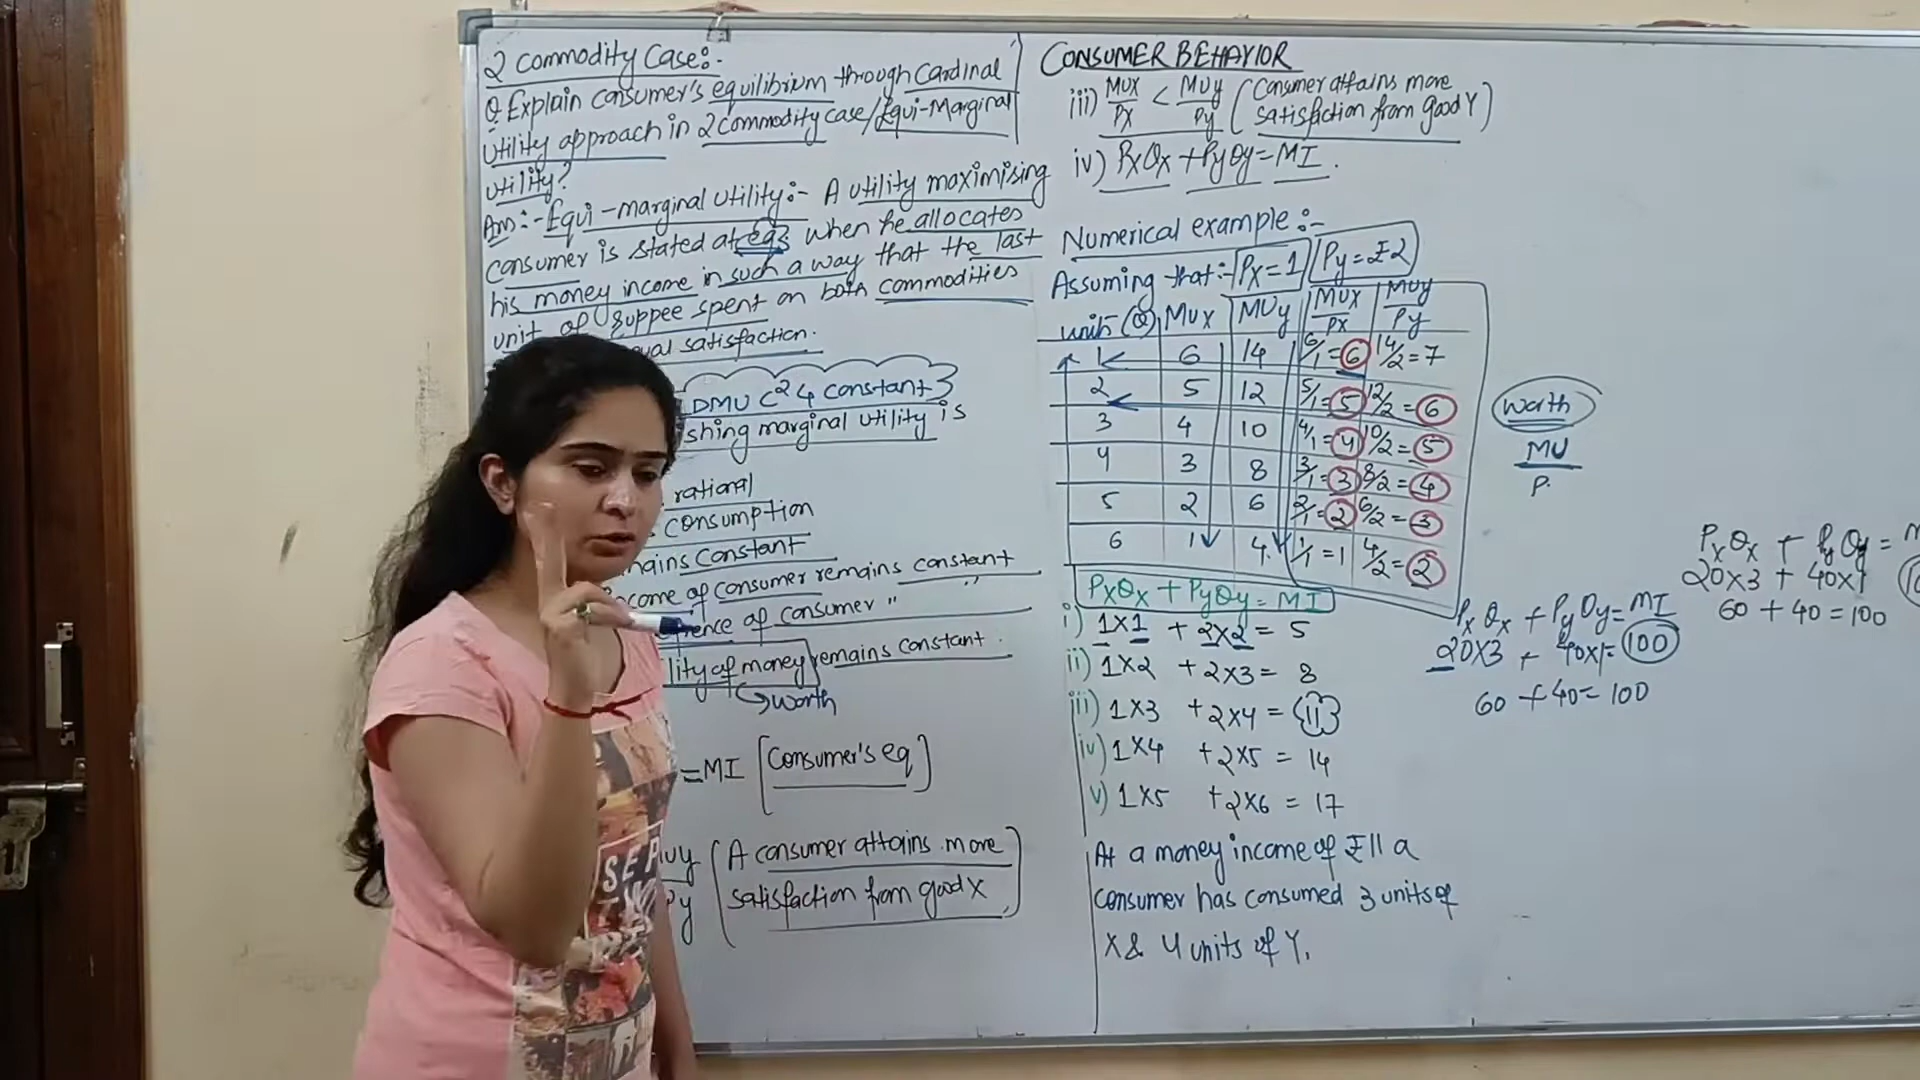 2 Commodity Case:-
Q. Explain consumer's equilibrium through Cardinal
Utility approach in 2 commodity case/Equi-Marginal
Utility?
Ans:- Equi-marginal Utility:- A utility maximising
consumer is stated at eq when he allocates
his money income in such a way that the last
unit of ruppee spent on both commodities
satisfaction.
DMU
constant
marginal utility is
rational
consumption
constant
of consumer remains constant
of consumer "
of money remains constant.
worth
=MI [Consumer's eq]
(A consumer attains more
satisfaction from good X)
CONSUMER BEHAVIOR
iii) MUx/Px < MUy/Py (Consumer attains more
satisfaction from good Y)
iv) PxQx + PyQy = MI.
Numerical example:-
Assuming that:- Px=1 Py=₹2
unit (Q) MUx MUy MUx/Px MUy/Py
1 6 14 6/1=6 14/2=7
2 5 12 5/1=5 12/2=6
3 4 10 4/1=4 10/2=5
4 3 8 3/1=3 8/2=4
5 2 6 2/1=2 6/2=3
6 1 4 1/1=1 4/2=2
PxQx + PyQy = MI
i) 1x1 + 2x2 = 5
ii) 1x2 + 2x3 = 8
iii) 1x3 + 2x4 = 11
iv) 1x4 + 2x5 = 14
v) 1x5 + 2x6 = 17
At a money income of ₹11 a
consumer has consumed 3 units of
X & 4 units of Y.
worth
MU
P.
PxQx + PyQy = MI
20x3 + 40x1= 100
60 + 40 = 100
PxQx + PyQy =
20x3 + 40x1
60 + 40 = 100